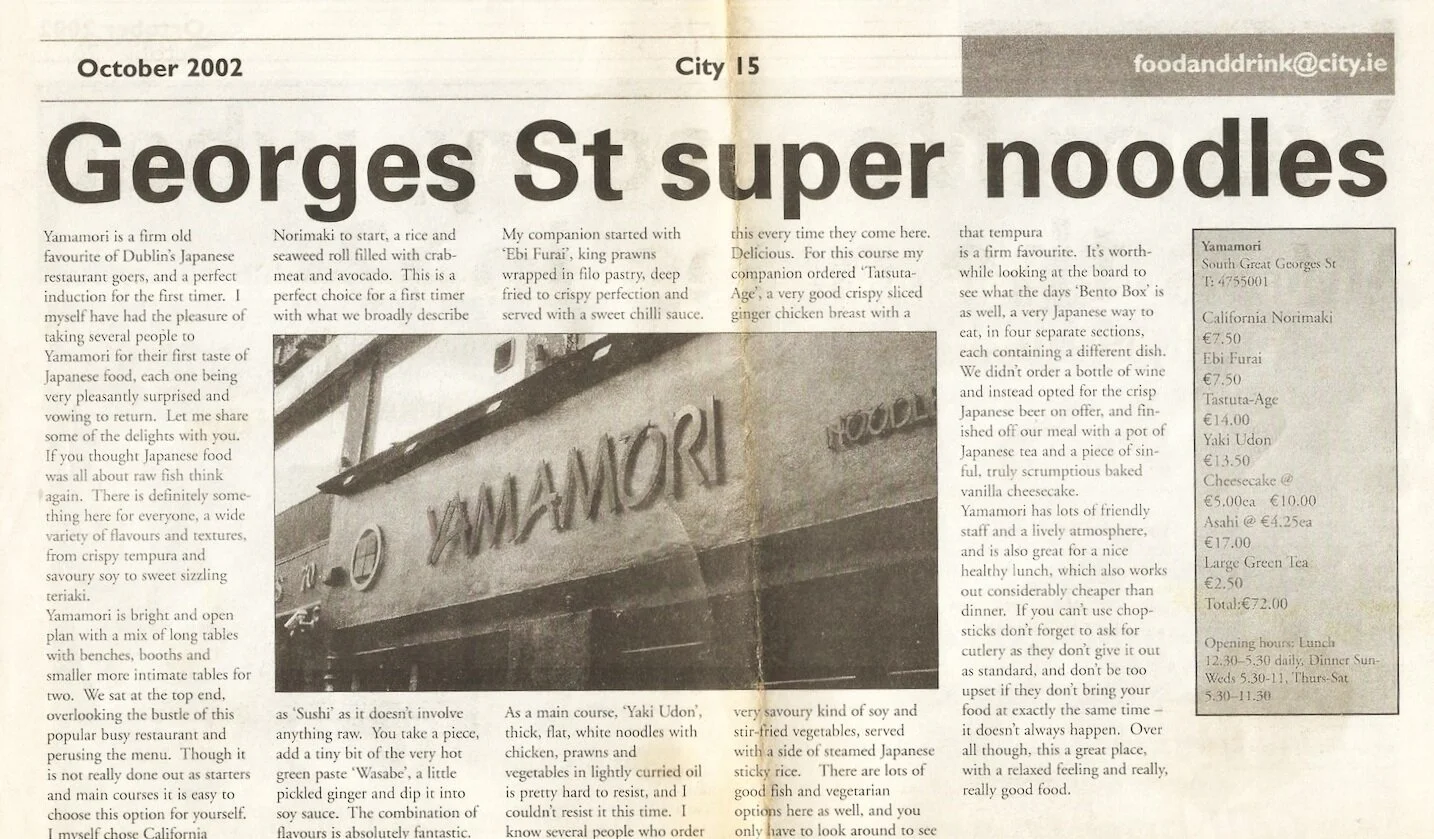 October 2002
City 15
foodanddrink@city.ie
Georges St super noodles
Yamamori is a firm old
favourite of Dublin's Japanese
restaurant goers, and a perfect
induction for the first timer. I
myself have had the pleasure of
taking several people to
Yamamori for their first taste of
Japanese food, each one being
very pleasantly surprised and
vowing to return. Let me share
some of the delights with you.
If you thought Japanese food
was all about raw fish think
again. There is definitely some-
thing here for everyone, a wide
variety of flavours and textures,
from crispy tempura and
savoury soy to sweet sizzling
teriaki.
Yamamori is bright and open
plan with a mix of long tables
with benches, booths and
smaller more intimate tables for
two. We sat at the top end,
overlooking the bustle of this
popular busy restaurant and
perusing the menu. Though it
is not really done out as starters
and main courses it is easy to
choose this option for yourself.
I myself chose California
Norimaki to start, a rice and
seaweed roll filled with crab-
meat and avocado. This is a
perfect choice for a first timer
with what we broadly describe
as 'Sushi' as it doesn't involve
anything raw. You take a piece,
add a tiny bit of the very hot
green paste 'Wasabe', a little
pickled ginger and dip it into
soy sauce. The combination of
flavours is absolutely fantastic.
My companion started with
'Ebi Furai', king prawns
wrapped in filo pastry, deep
fried to crispy perfection and
served with a sweet chilli sauce.
As a main course, 'Yaki Udon',
thick, flat, white noodles with
chicken, prawns and
vegetables in lightly curried oil
is pretty hard to resist, and I
couldn't resist it this time. I
know several people who order
this every time they come here.
Delicious. For this course my
companion ordered 'Tatsuta-
Age', a very good crispy sliced
ginger chicken breast with a
very savoury kind of soy and
stir-fried vegetables, served
with a side of steamed Japanese
sticky rice. There are lots of
good fish and vegetarian
options here as well, and you
only have to look around to see
that tempura
is a firm favourite. It's worth-
while looking at the board to
see what the days 'Bento Box' is
as well, a very Japanese way to
eat, in four separate sections,
each containing a different dish.
We didn't order a bottle of wine
and instead opted for the crisp
Japanese beer on offer, and fin-
ished off our meal with a pot of
Japanese tea and a piece of sin-
ful, truly scrumptious baked
vanilla cheesecake.
Yamamori has lots of friendly
staff and a lively atmosphere,
and is also great for a nice
healthy lunch, which also works
out considerably cheaper than
dinner. If you can't use chop-
sticks don't forget to ask for
cutlery as they don't give it out
as standard, and don't be too
upset if they don't bring your
food at exactly the same time –
it doesn't always happen. Over
all though, this a great place,
with a relaxed feeling and really,
really good food.
YAMAMORI
NOODL
Yamamori
South Great Georges St
T: 4755001
California Norimaki
€7.50
Ebi Furai
€7.50
Tastuta-Age
€14.00
Yaki Udon
€13.50
Cheesecake @
€5.00ea €10.00
Asahi @ €4.25ea
€17.00
Large Green Tea
€2.50
Total:€72.00
Opening hours: Lunch
12.30–5.30 daily, Dinner Sun-
Weds 5.30-11, Thurs-Sat
5.30–11.30